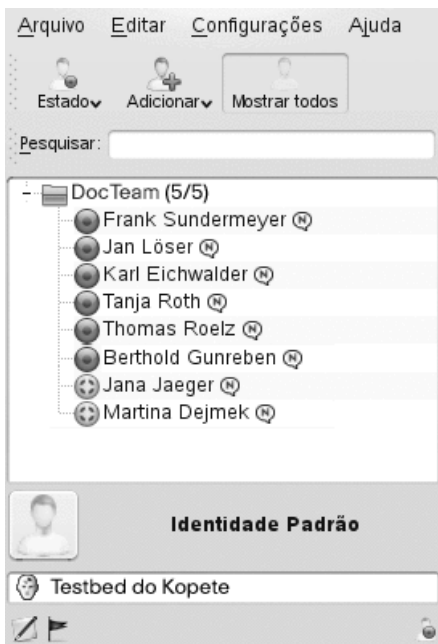 Arquivo Editar Configurações Ajuda
Estado Adicionar Mostrar todos
Pesquisar:
DocTeam (5/5)
Frank Sundermeyer
Jan Löser
Karl Eichwalder
Tanja Roth
Thomas Roelz
Berthold Gunreben
Jana Jaeger
Martina Dejmek
Identidade Padrão
Testbed do Kopete